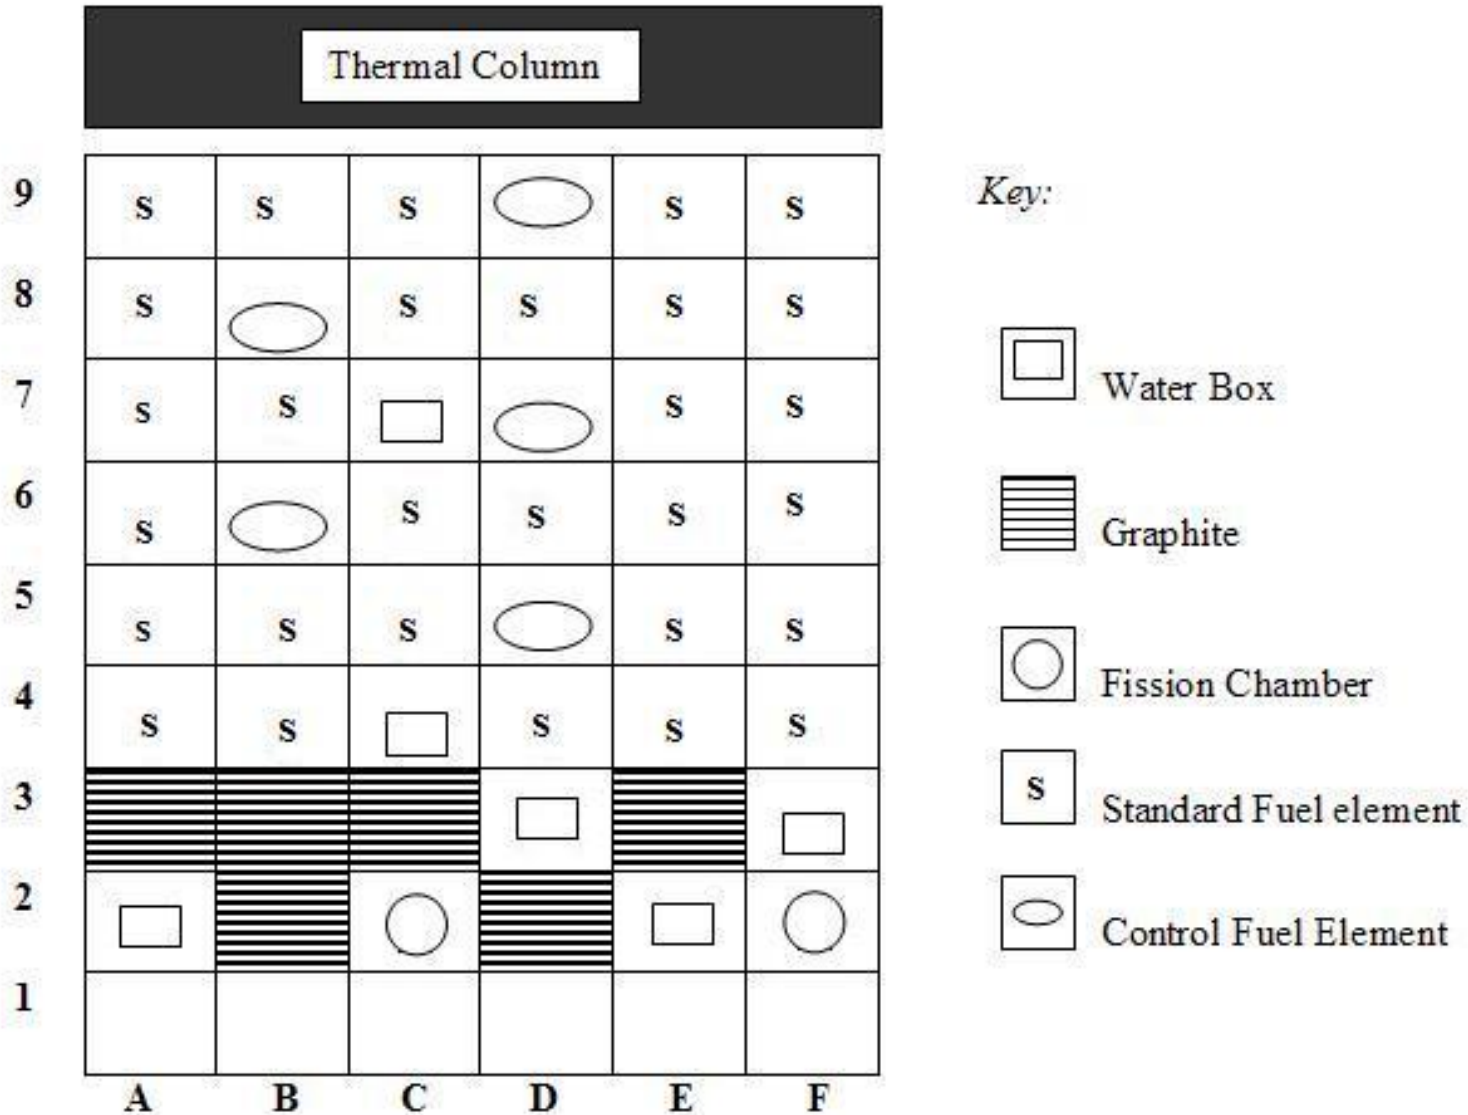 Thermal Column
9 S S S S S
Key:
8 S S S S S
7 S S S S
Water Box
6 S S S S S
Graphite
5 S S S S S
Fission Chamber
4 S S S S S
3
S Standard Fuel element
2
Control Fuel Element
1
A B C D E F